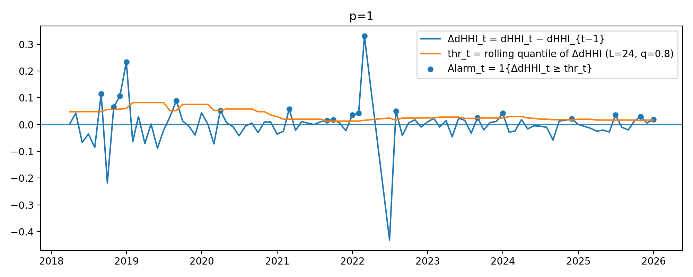 p=1
ΔdHHI_t = dHHI_t − dHHI_{t−1}
thr_t = rolling quantile of ΔdHHI (L=24, q=0.8)
Alarm_t = 1{ΔdHHI_t ≥ thr_t}
0.3
0.2
0.1
0.0
−0.1
−0.2
−0.3
−0.4
2018 2019 2020 2021 2022 2023 2024 2025 2026